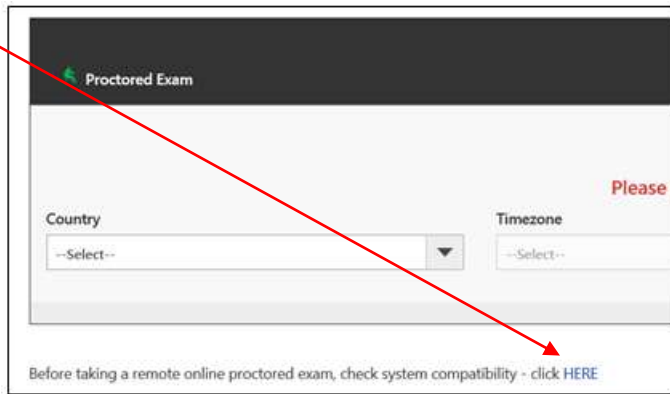 Proctored Exam
Please
Country
Timezone
--Select--
--Select--
Before taking a remote online proctored exam, check system compatibility - click HERE